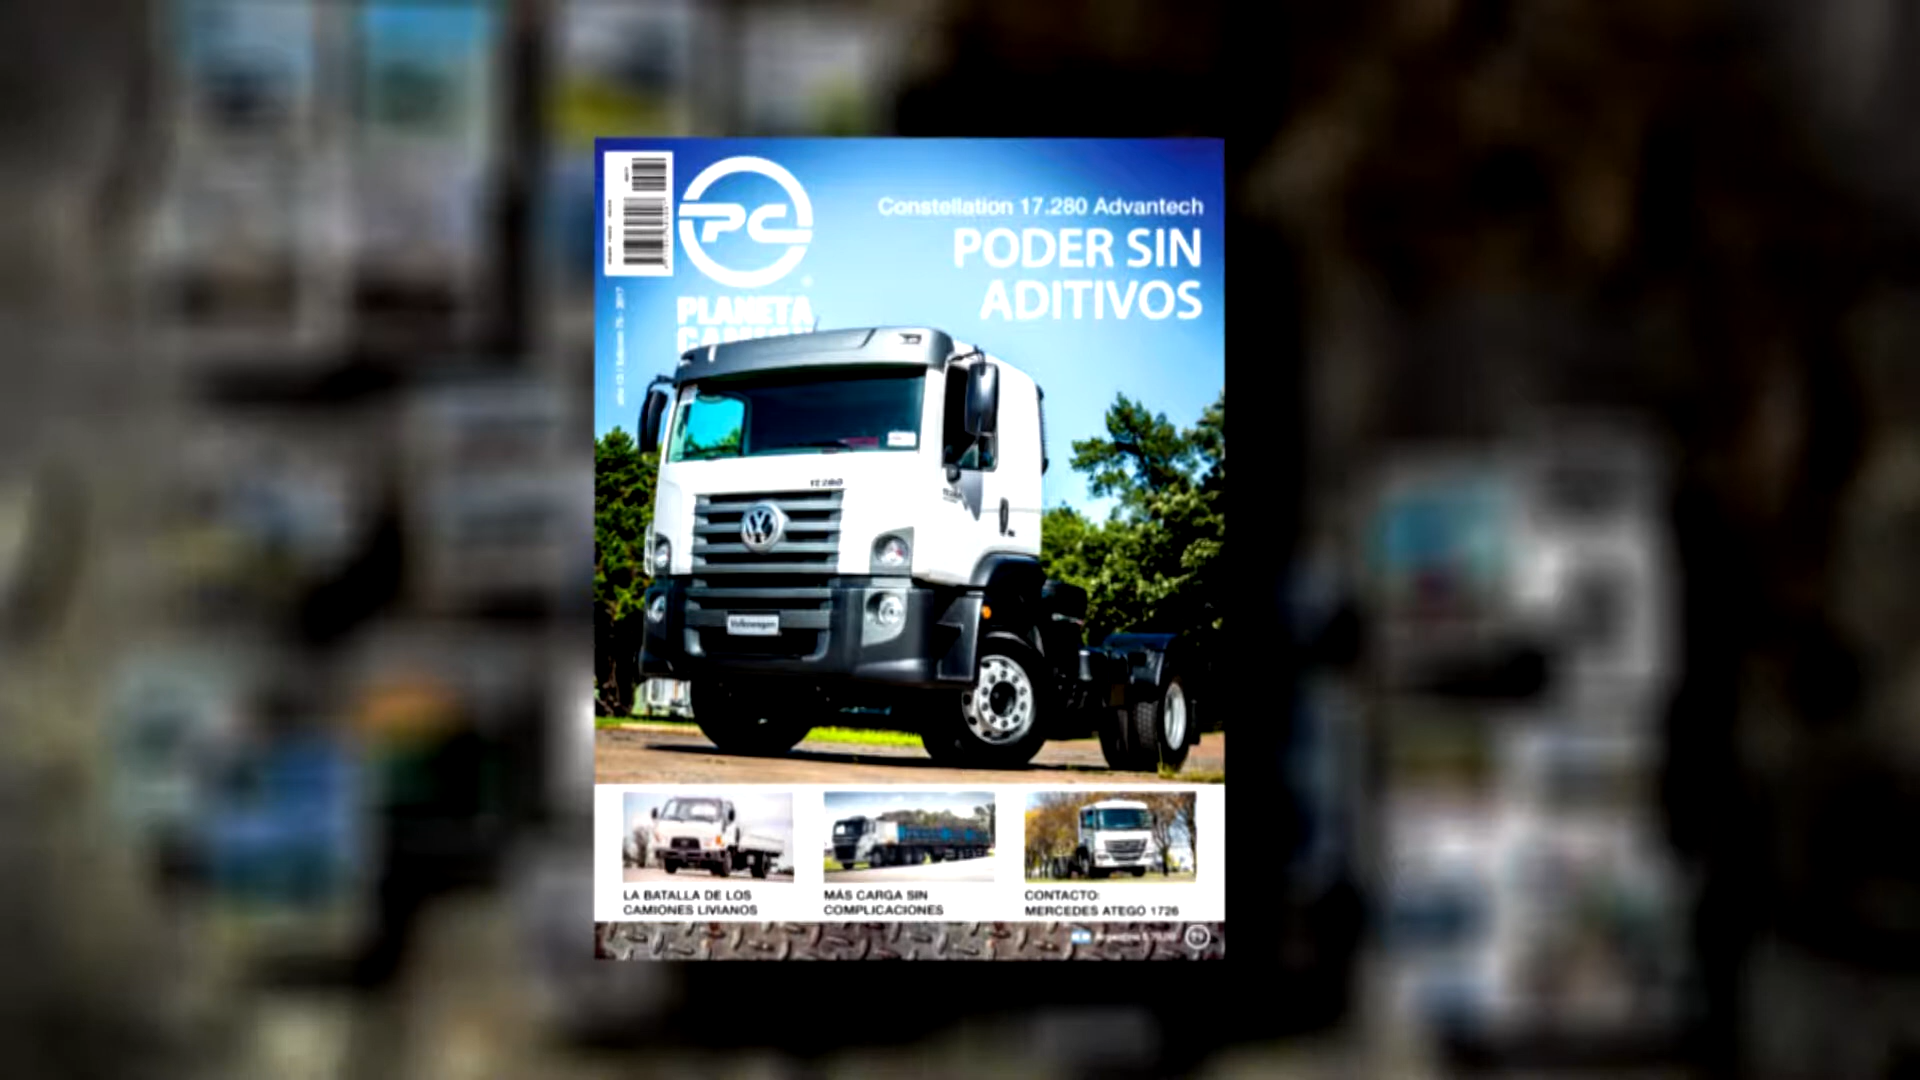 PC
PLANETA
Constellation 17.280 Advantech
PODER SIN
ADITIVOS
17.280
Volkswagen
LA BATALLA DE LOS
CAMIONES LIVIANOS
MÁS CARGA SIN
COMPLICACIONES
CONTACTO:
MERCEDES ATEGO 1726
Argentina